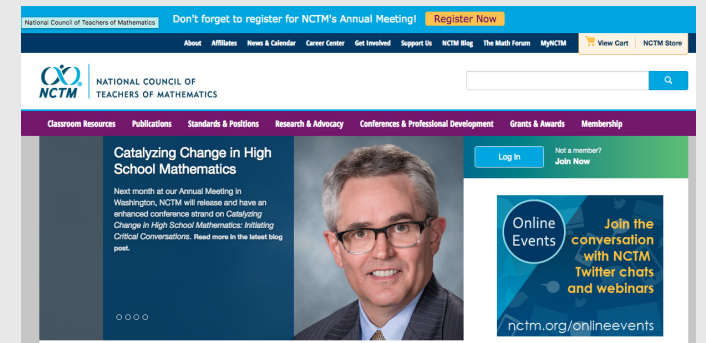 National Council of Teachers of Mathematics
Don't forget to register for NCTM's Annual Meeting!
Register Now
About Affiliates News & Calendar Career Center Get Involved Support Us NCTM Blog The Math Forum MyNCTM
View Cart NCTM Store
NCTM
NATIONAL COUNCIL OF
TEACHERS OF MATHEMATICS
Classroom Resources Publications Standards & Positions Research & Advocacy Conferences & Professional Development Grants & Awards Membership
Catalyzing Change in High
School Mathematics
Next month at our Annual Meeting in
Washington, NCTM will release and have an
enhanced conference strand on Catalyzing
Change in High School Mathematics: Initiating
Critical Conversations. Read more in the latest blog
post.
Log In
Not a member?
Join Now
Online
Events
Join the
conversation
with NCTM
Twitter chats
and webinars
nctm.org/onlineevents